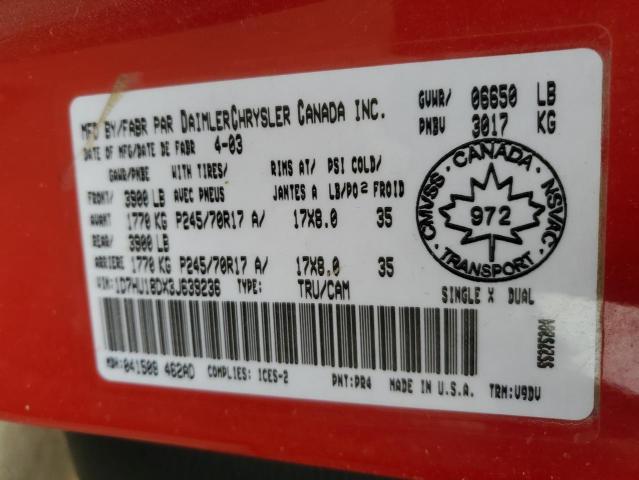 MFD BY/FABR PAR DAIMLERCHRYSLER CANADA INC.
DATE OF MFG/DATE DE FABR 4-03
GVWR/ 06650 LB
PNBV 3017 KG
GAWR/PNBE WITH TIRES/ RIMS AT/ PSI COLD/
FRONT/ 3900 LB AVEC PNEUS JANTES A LB/PO2 FROID
AVANT 1770 KG P245/70R17 A/ 17X8.0 35
REAR/ 3900 LB
ARRIERE 1770 KG P245/70R17 A/ 17X8.0 35
VIN:1D7HU18DX3J639236 TYPE: TRU/CAM SINGLE X DUAL
CANADA
CMVSS
NSVAC
972
TRANSPORT
MDH: 041508 462AD COMPLIES: ICES-2 PNT:PR4 MADE IN U.S.A. TRM:V9DV